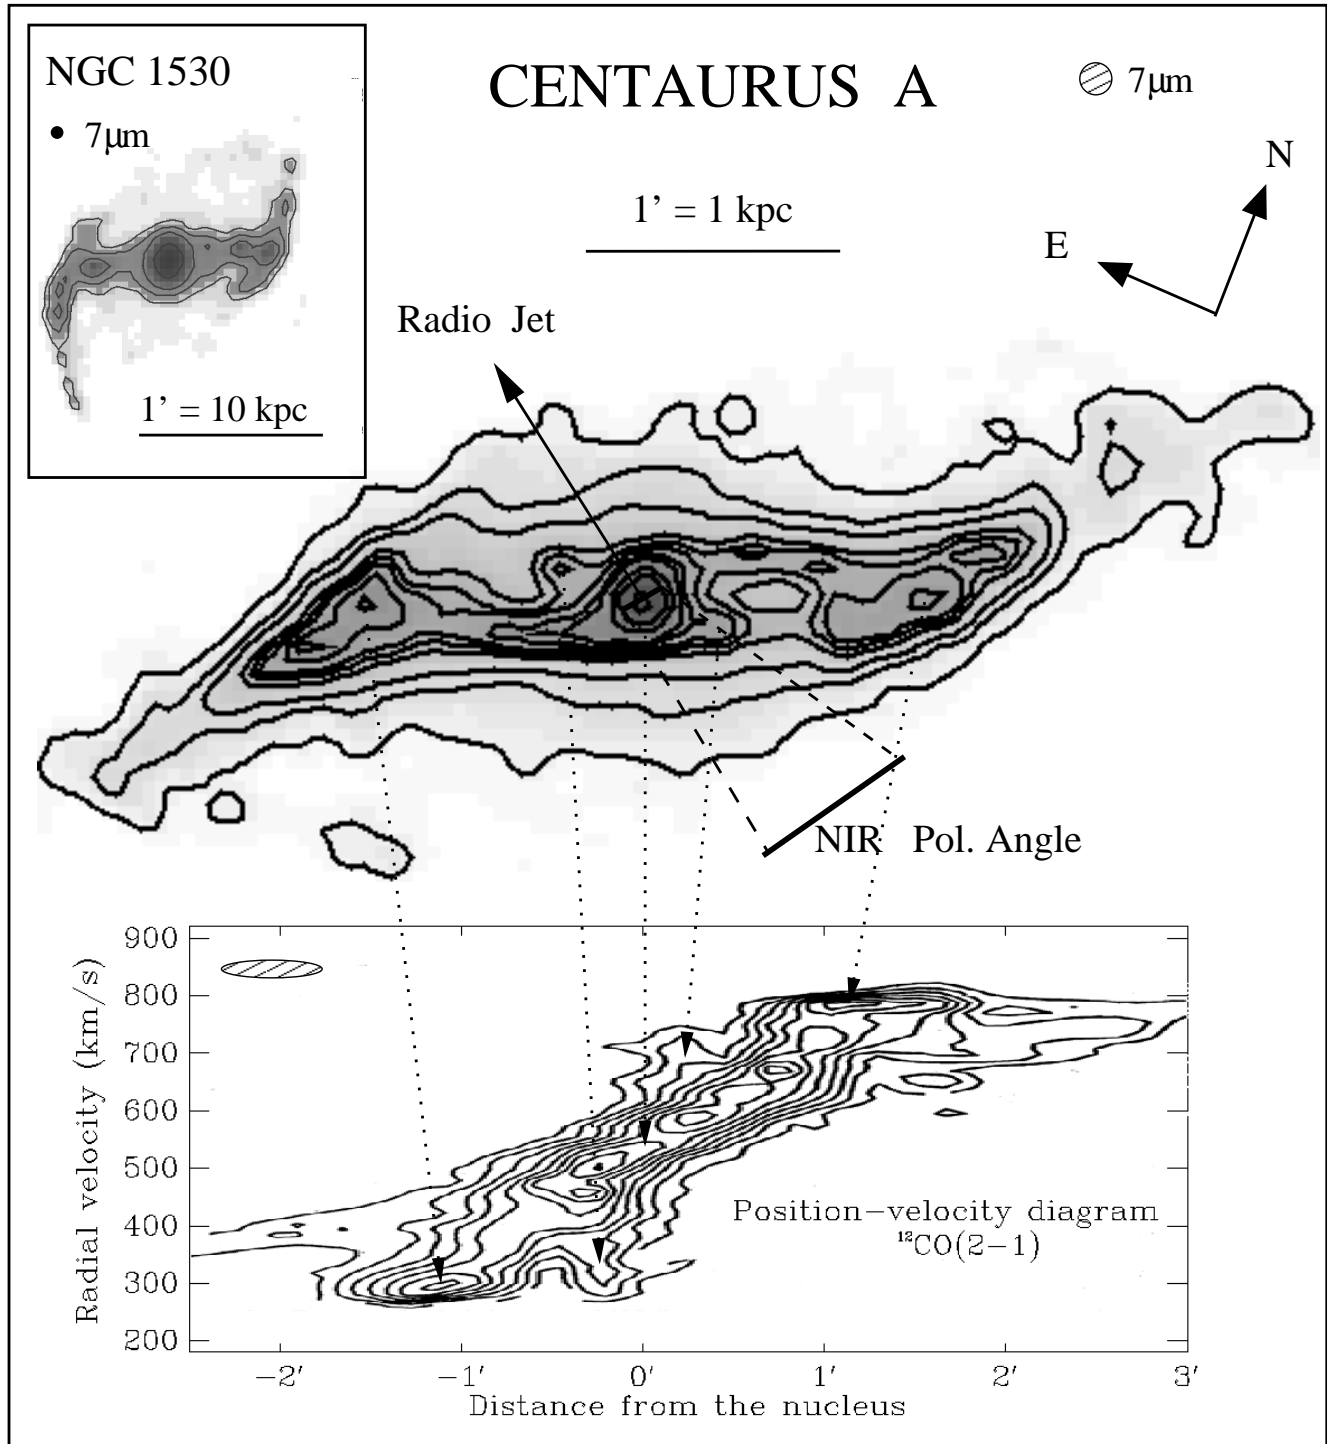 NGC 1530
7μm
1' = 10 kpc
CENTAURUS A
7μm
1' = 1 kpc
N
E
Radio Jet
NIR Pol. Angle
900
800
700
600
500
400
300
200
Radial velocity (km/s)
Position-velocity diagram
¹²CO(2-1)
-2' -1' 0' 1' 2' 3'
Distance from the nucleus